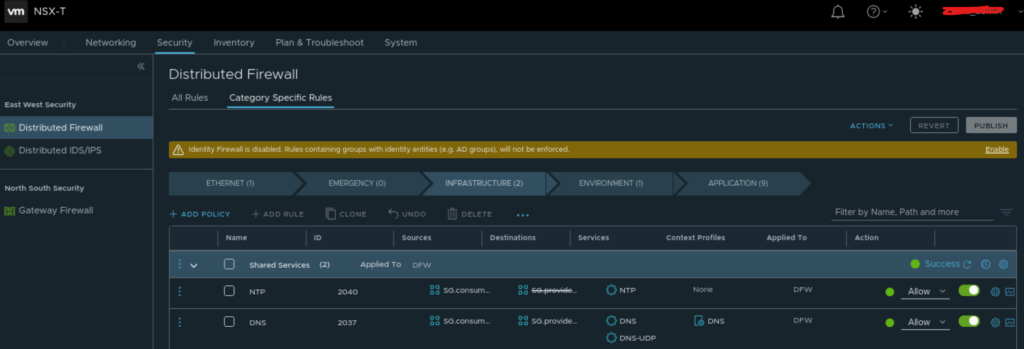 vm NSX-T
Overview Networking Security Inventory Plan & Troubleshoot System
East West Security
Distributed Firewall
Distributed IDS/IPS
North South Security
Gateway Firewall
Distributed Firewall
All Rules Category Specific Rules
ACTIONS REVERT PUBLISH
Identity Firewall is disabled. Rules containing groups with identity entities (e.g. AD groups), will not be enforced. Enable
ETHERNET (1) EMERGENCY (0) INFRASTRUCTURE (2) ENVIRONMENT (1) APPLICATION (9)
+ ADD POLICY + ADD RULE CLONE UNDO DELETE ... Filter by Name, Path and more
Name ID Sources Destinations Services Context Profiles Applied To Action
Shared Services (2) Applied To DFW Success
NTP 2040 SG.consum... SG.provide... NTP None DFW Allow
DNS 2037 SG.consum... SG.provide... DNS DNS DFW Allow
DNS-UDP